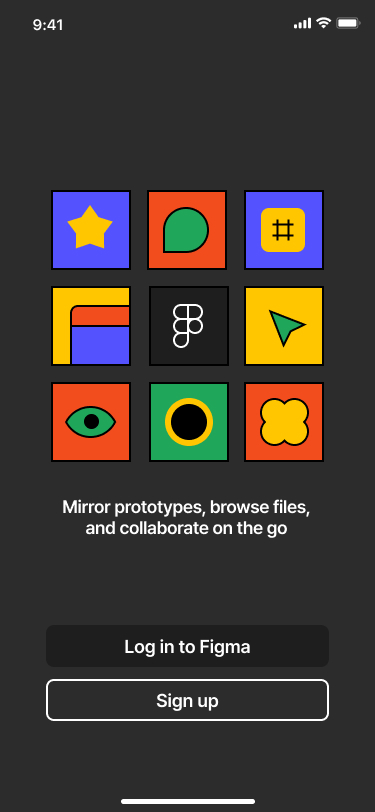 9:41
Mirror prototypes, browse files,
and collaborate on the go
Log in to Figma
Sign up